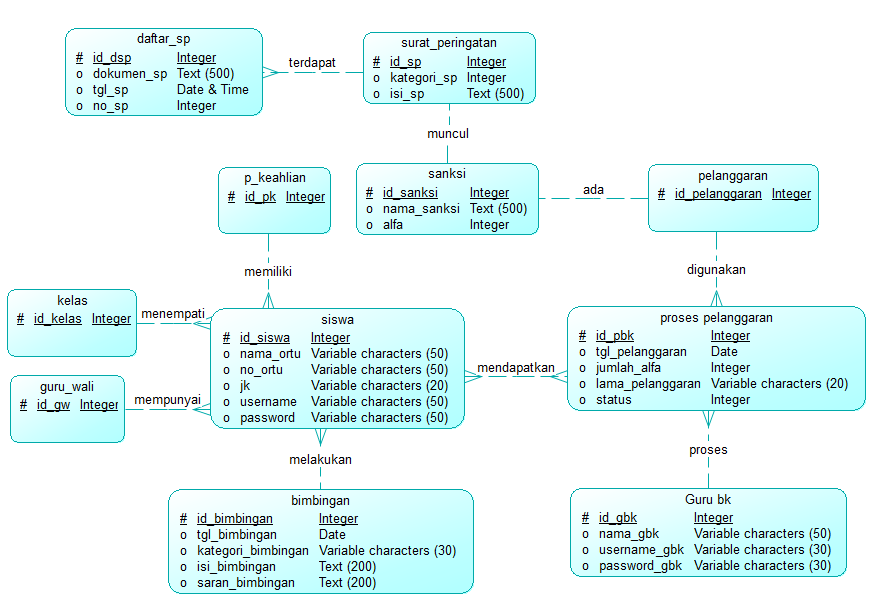 daftar_sp
# id_dsp Integer
o dokumen_sp Text (500)
o tgl_sp Date & Time
o no_sp Integer
terdapat
surat_peringatan
# id_sp Integer
o kategori_sp Integer
o isi_sp Text (500)
muncul
p_keahlian
# id_pk Integer
sanksi
# id_sanksi Integer
o nama_sanksi Text (500)
o alfa Integer
ada
pelanggaran
# id_pelanggaran Integer
memiliki
digunakan
kelas
# id_kelas Integer
menempati
siswa
# id_siswa Integer
o nama_ortu Variable characters (50)
o no_ortu Variable characters (50)
o jk Variable characters (20)
o username Variable characters (50)
o password Variable characters (50)
mendapatkan
proses pelanggaran
# id_pbk Integer
o tgl_pelanggaran Date
o jumlah_alfa Integer
o lama_pelanggaran Variable characters (20)
o status Integer
guru_wali
# id_gw Integer
mempunyai
melakukan
proses
bimbingan
# id_bimbingan Integer
o tgl_bimbingan Date
o kategori_bimbingan Variable characters (30)
o isi_bimbingan Text (200)
o saran_bimbingan Text (200)
Guru bk
# id_gbk Integer
o nama_gbk Variable characters (50)
o username_gbk Variable characters (30)
o password_gbk Variable characters (30)